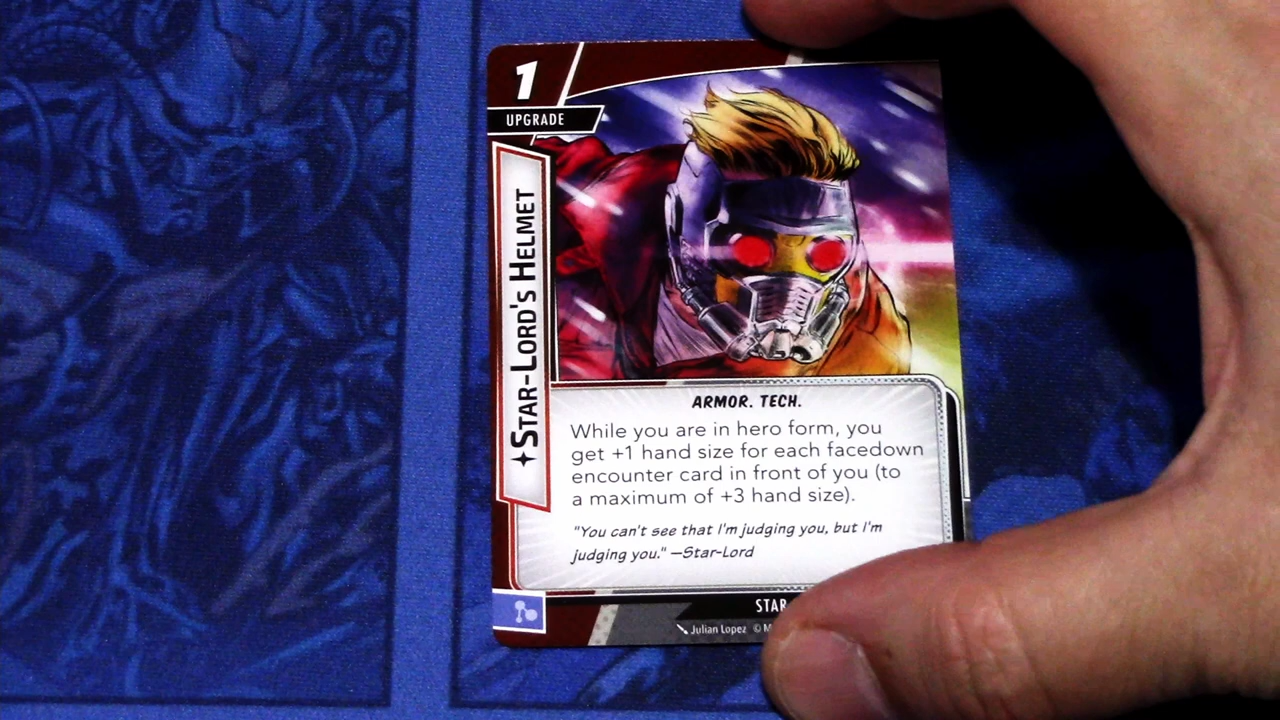 1
UPGRADE
STAR-LORD'S HELMET
ARMOR. TECH.
While you are in hero form, you
get +1 hand size for each facedown
encounter card in front of you (to
a maximum of +3 hand size).
"You can't see that I'm judging you, but I'm
judging you." —Star-Lord
STAR
Julian Lopez ©